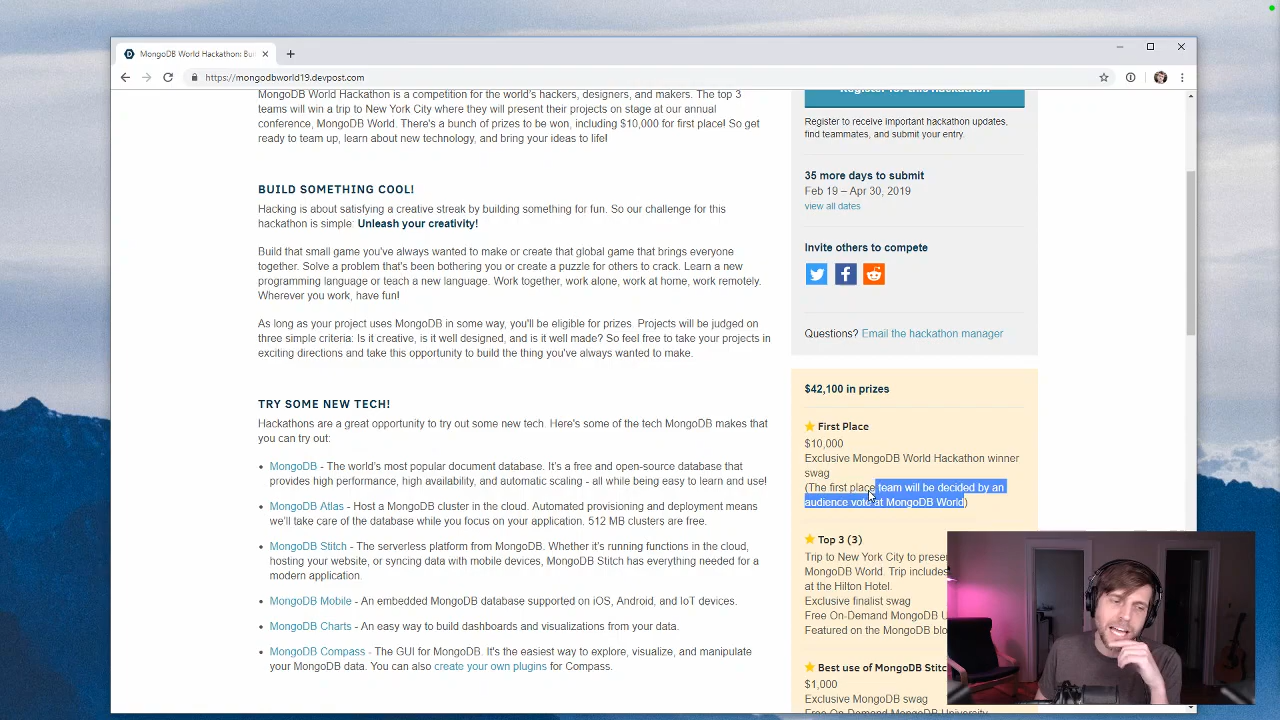 MongoDB World Hackathon: Bui
https://mongodbworld19.devpost.com
MongoDB World Hackathon is a competition for the world's hackers, designers, and makers. The top 3
teams will win a trip to New York City where they will present their projects on stage at our annual
conference, MongoDB World. There's a bunch of prizes to be won, including $10,000 for first place! So get
ready to team up, learn about new technology, and bring your ideas to life!
BUILD SOMETHING COOL!
Hacking is about satisfying a creative streak by building something for fun. So our challenge for this
hackathon is simple: Unleash your creativity!
Build that small game you've always wanted to make or create that global game that brings everyone
together. Solve a problem that's been bothering you or create a puzzle for others to crack. Learn a new
programming language or teach a new language. Work together, work alone, work at home, work remotely.
Wherever you work, have fun!
As long as your project uses MongoDB in some way, you'll be eligible for prizes. Projects will be judged on
three simple criteria: Is it creative, is it well designed, and is it well made? So feel free to take your projects in
exciting directions and take this opportunity to build the thing you've always wanted to make.
TRY SOME NEW TECH!
Hackathons are a great opportunity to try out some new tech. Here's some of the tech MongoDB makes that
you can try out:
MongoDB - The world's most popular document database. It's a free and open-source database that
provides high performance, high availability, and automatic scaling - all while being easy to learn and use!
MongoDB Atlas - Host a MongoDB cluster in the cloud. Automated provisioning and deployment means
we'll take care of the database while you focus on your application. 512 MB clusters are free.
MongoDB Stitch - The serverless platform from MongoDB. Whether it's running functions in the cloud,
hosting your website, or syncing data with mobile devices, MongoDB Stitch has everything needed for a
modern application.
MongoDB Mobile - An embedded MongoDB database supported on iOS, Android, and IoT devices.
MongoDB Charts - An easy way to build dashboards and visualizations from your data.
MongoDB Compass - The GUI for MongoDB. It's the easiest way to explore, visualize, and manipulate
your MongoDB data. You can also create your own plugins for Compass.
Register for this hackathon
Register to receive important hackathon updates,
find teammates, and submit your entry.
35 more days to submit
Feb 19 – Apr 30, 2019
view all dates
Invite others to compete
Questions? Email the hackathon manager
$42,100 in prizes
First Place
$10,000
Exclusive MongoDB World Hackathon winner
swag
(The first place team will be decided by an
audience vote at MongoDB World)
Top 3 (3)
Trip to New York City to prese
MongoDB World. Trip includes
at the Hilton Hotel.
Exclusive finalist swag
Free On-Demand MongoDB U
Featured on the MongoDB blo
Best use of MongoDB Stitc
$1,000
Exclusive MongoDB swag
Free On-Demand MongoDB University